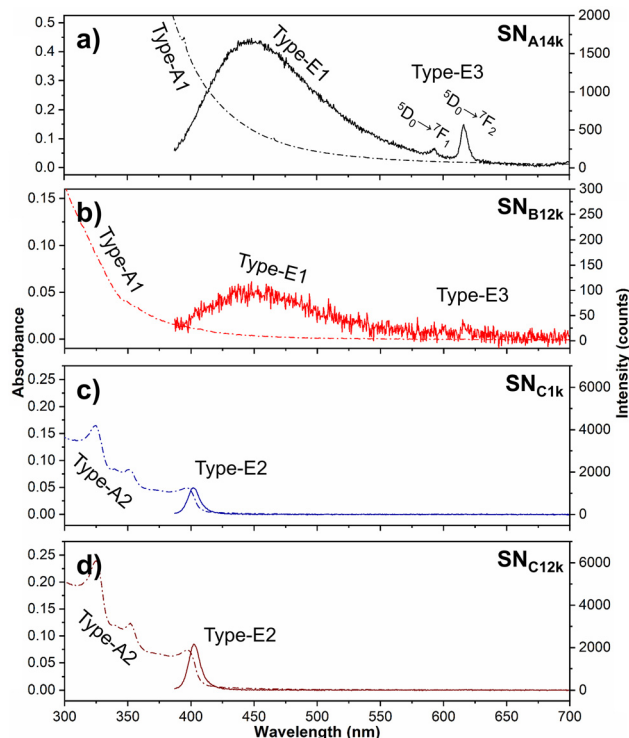 a)
SN_A14k
Type-A1
Type-E1
Type-E3
⁵D₀→⁷F₁
⁵D₀→⁷F₂
0.5
0.4
0.3
0.2
0.1
0.0
2000
1500
1000
500
0
b)
SN_B12k
Type-A1
Type-E1
Type-E3
0.15
0.10
0.05
0.00
300
250
200
150
100
50
0
Absorbance
Intensity (counts)
c)
SN_C1k
Type-A2
Type-E2
0.25
0.20
0.15
0.10
0.05
0.00
6000
4000
2000
0
d)
SN_C12k
Type-A2
Type-E2
0.25
0.20
0.15
0.10
0.05
0.00
6000
4000
2000
0
300 350 400 450 500 550 600 650 700
Wavelength (nm)